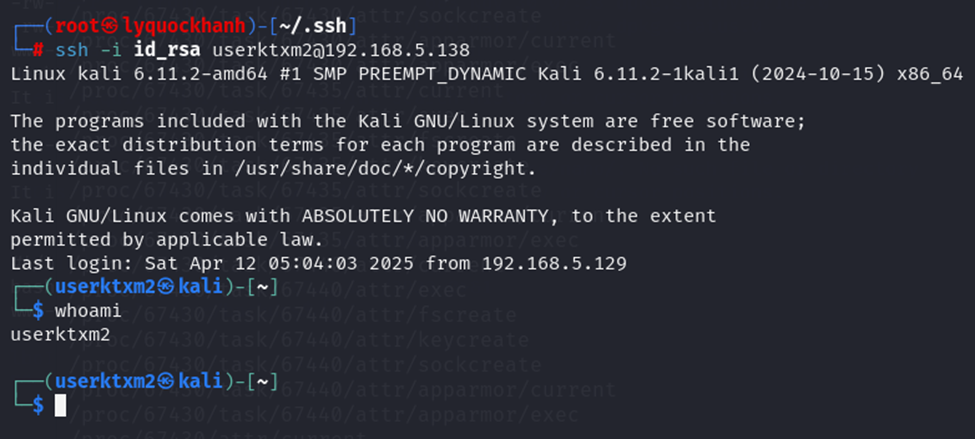 ┌──(root㉿lyquockhanh)-[~/.ssh]
└─# ssh -i id_rsa userktxm2@192.168.5.138
Linux kali 6.11.2-amd64 #1 SMP PREEMPT_DYNAMIC Kali 6.11.2-1kali1 (2024-10-15) x86_64

The programs included with the Kali GNU/Linux system are free software;
the exact distribution terms for each program are described in the
individual files in /usr/share/doc/*/copyright.

Kali GNU/Linux comes with ABSOLUTELY NO WARRANTY, to the extent
permitted by applicable law.
Last login: Sat Apr 12 05:04:03 2025 from 192.168.5.129
┌──(userktxm2㉿kali)-[~]
└─$ whoami
userktxm2

┌──(userktxm2㉿kali)-[~]
└─$